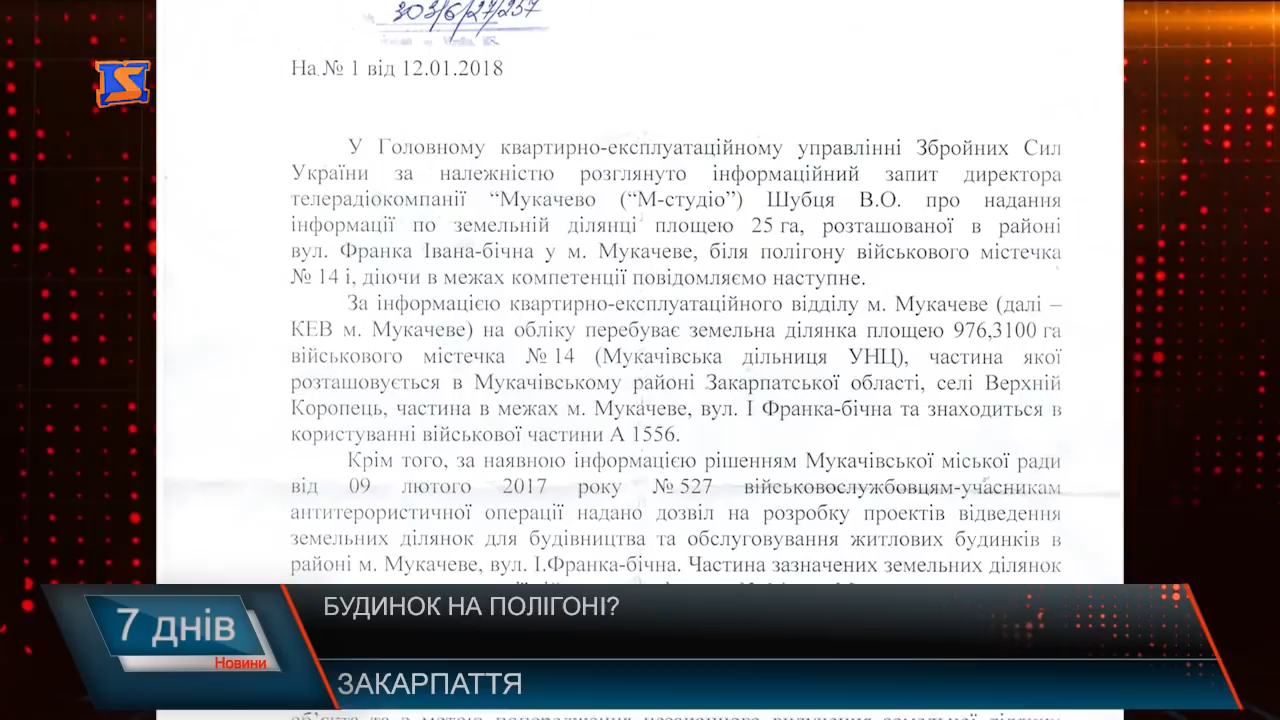 303/6/27/257
На № 1 від 12.01.2018
У Головному квартирно-експлуатаційному управлінні Збройних Сил
України за належністю розглянуто інформаційний запит директора
телерадіокомпанії “Мукачево (“М-студіо”) Шубця В.О. про надання
інформації по земельній ділянці площею 25 га, розташованої в районі
вул. Франка Івана-бічна у м. Мукачеве, біля полігону військового містечка
№ 14 і, діючи в межах компетенції повідомляємо наступне.
За інформацією квартирно-експлуатаційного відділу м. Мукачеве (далі –
КЕВ м. Мукачеве) на обліку перебуває земельна ділянка площею 976,3100 га
військового містечка № 14 (Мукачівська дільниця УНЦ), частина якої
розташовується в Мукачівському районі Закарпатської області, селі Верхній
Коропець, частина в межах м. Мукачеве, вул. І Франка-бічна та знаходиться в
користуванні військової частини А 1556.
Крім того, за наявною інформацією рішенням Мукачівської міської ради
від 09 лютого 2017 року № 527 військовослужбовцям-учасникам
антитерористичної операції надано дозвіл на розробку проектів відведення
земельних ділянок для будівництва та обслуговування житлових будинків в
районі м. Мукачеве, вул. І.Франка-бічна. Частина зазначених земельних ділянок
7 днів
Новини
БУДИНОК НА ПОЛІГОНІ?
ЗАКАРПАТТЯ